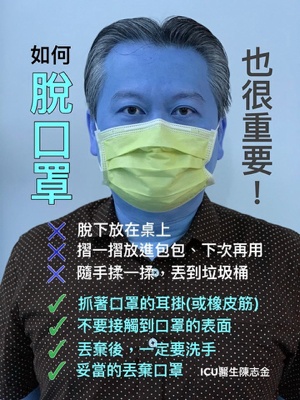 如何
脫口罩
也很重要！
脫下放在桌上
摺一摺放進包包、下次再用
隨手揉一揉，丟到垃圾桶
抓著口罩的耳掛(或橡皮筋)
不要接觸到口罩的表面
丟棄後，一定要洗手
妥當的丟棄口罩
ICU醫生陳志金